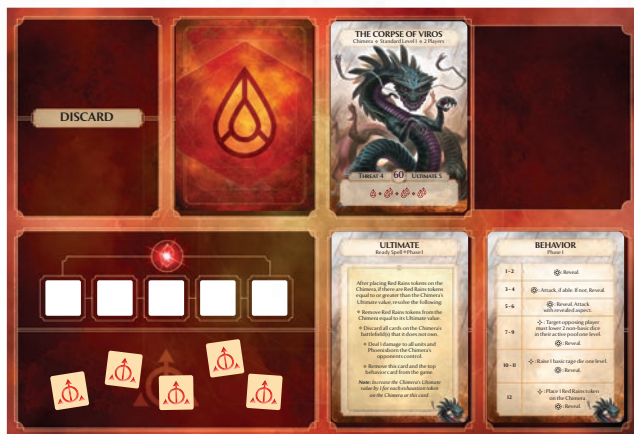 DISCARD
THE CORPSE OF VIROS
Chimera ✦ Standard Level 1 ✦ 2 Players
THREAT 4 60 ULTIMATE 5
ULTIMATE
Ready Spell ✦ Phase I
After placing Red Rains tokens on the
Chimera, if there are Red Rains tokens
equal to or greater than the Chimera's
Ultimate value, resolve the following:
✦ Remove Red Rains tokens from the
Chimera equal to its Ultimate value.
✦ Discard all cards on the Chimera's
battlefield(s) that it does not own.
✦ Deal 1 damage to all units and
Phoenixborn the Chimera's
opponents control.
✦ Remove this card and the top
behavior card from the game.
Note: Increase the Chimera's Ultimate
value by 1 for each exhaustion token
on the Chimera or this card
BEHAVIOR
Phase I
1-2
: Reveal.
3-4
: Attack, if able. If not, Reveal.
5-6
: Reveal. Attack
with revealed aspect.
7-9
: Target opposing player
must lower 2 non-basic dice
in their active pool one level.
: Reveal.
10-11
: Raise 1 basic rage die one level.
: Reveal.
12
: Place 1 Red Rains token
on the Chimera.
: Reveal.